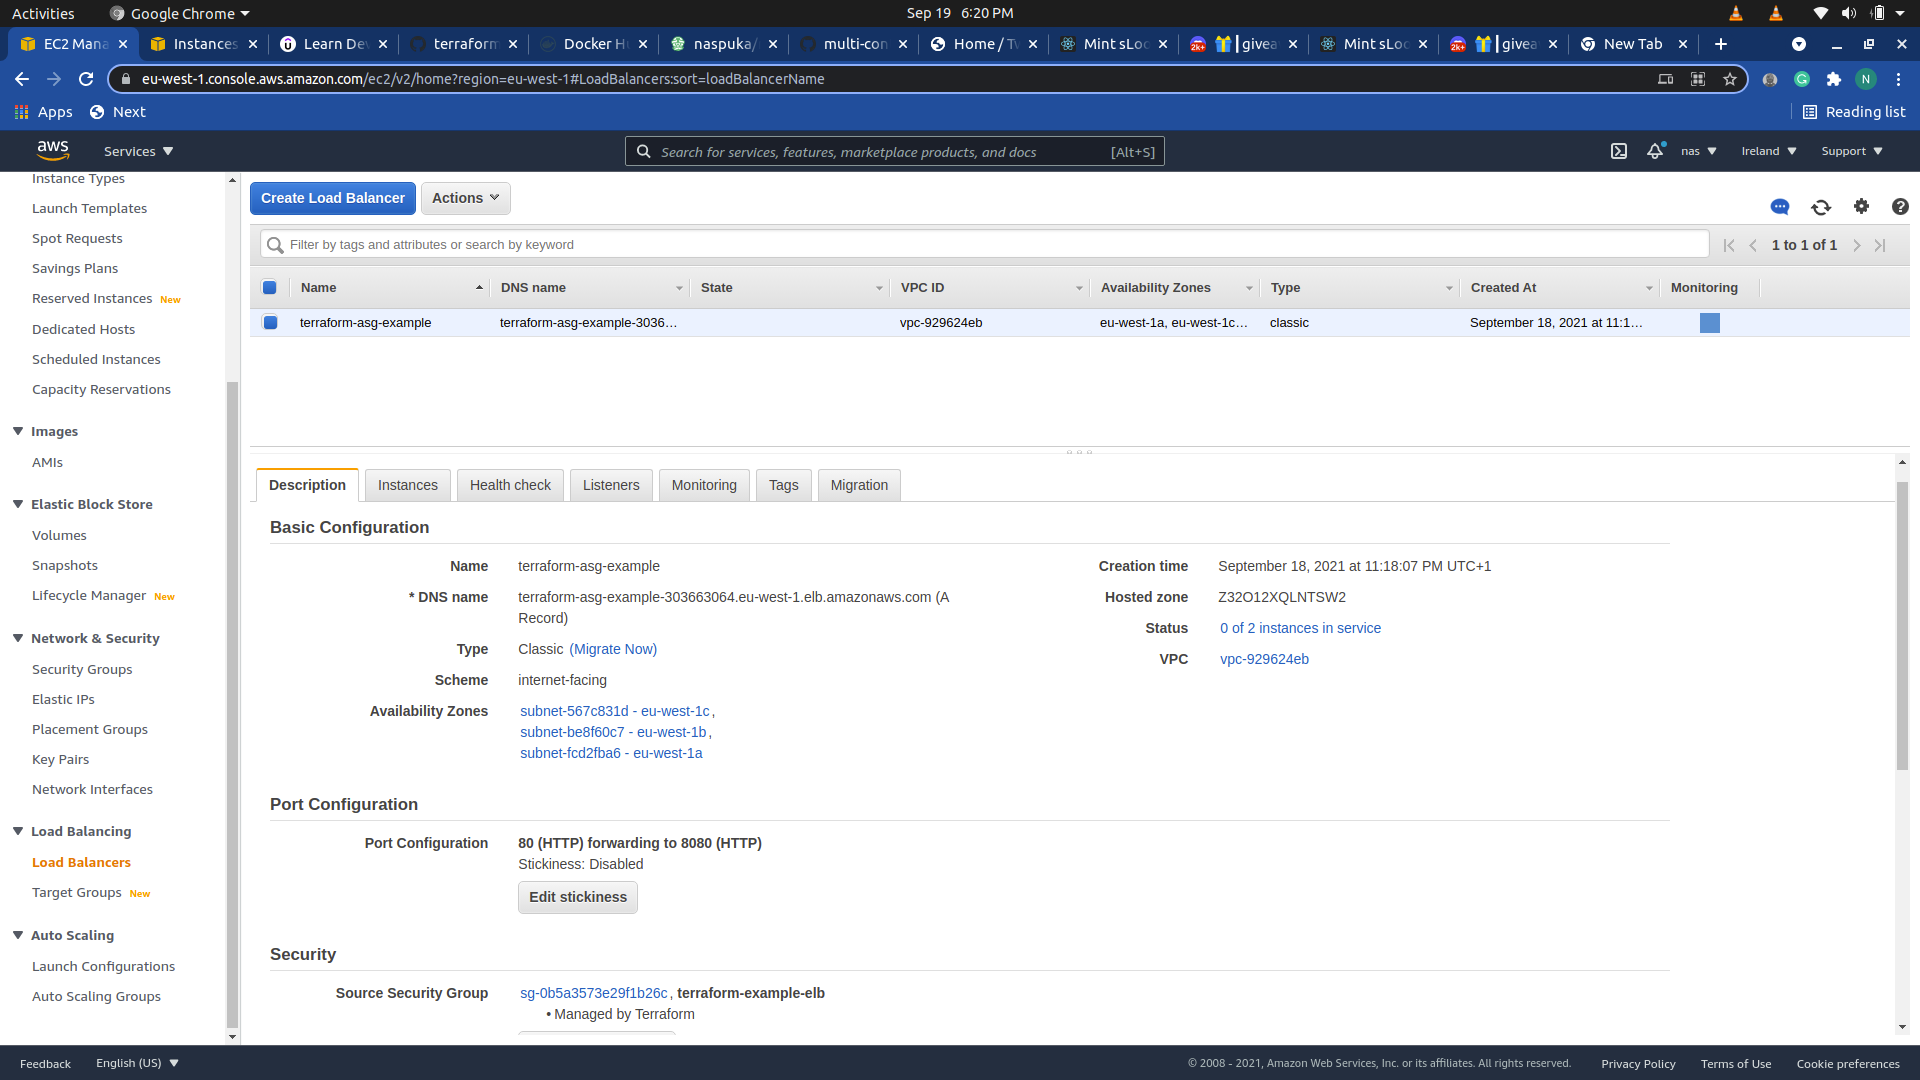 Activities
Google Chrome
Sep 19 6:20 PM
EC2 Mana
Instances
Learn Dev
terraform
Docker Hu
naspuka/
multi-con
Home / Tw
Mint sLoc
2k+
givea
Mint sLoc
2k+
givea
New Tab
eu-west-1.console.aws.amazon.com/ec2/v2/home?region=eu-west-1#LoadBalancers:sort=loadBalancerName
N
Apps
Next
Reading list
aws
Services
Search for services, features, marketplace products, and docs
[Alt+S]
nas
Ireland
Support
Instance Types
Launch Templates
Spot Requests
Savings Plans
Reserved Instances New
Dedicated Hosts
Scheduled Instances
Capacity Reservations
Images
AMIs
Elastic Block Store
Volumes
Snapshots
Lifecycle Manager New
Network & Security
Security Groups
Elastic IPs
Placement Groups
Key Pairs
Network Interfaces
Load Balancing
Load Balancers
Target Groups New
Auto Scaling
Launch Configurations
Auto Scaling Groups
Create Load Balancer
Actions
Filter by tags and attributes or search by keyword
1 to 1 of 1
Name DNS name State VPC ID Availability Zones Type Created At Monitoring
terraform-asg-example terraform-asg-example-3036… vpc-929624eb eu-west-1a, eu-west-1c… classic September 18, 2021 at 11:1…
Description
Instances
Health check
Listeners
Monitoring
Tags
Migration
Basic Configuration
Name terraform-asg-example
* DNS name terraform-asg-example-303663064.eu-west-1.elb.amazonaws.com (A
Record)
Type Classic (Migrate Now)
Scheme internet-facing
Availability Zones subnet-567c831d - eu-west-1c,
subnet-be8f60c7 - eu-west-1b,
subnet-fcd2fba6 - eu-west-1a
Creation time September 18, 2021 at 11:18:07 PM UTC+1
Hosted zone Z32O12XQLNTSW2
Status 0 of 2 instances in service
VPC vpc-929624eb
Port Configuration
Port Configuration 80 (HTTP) forwarding to 8080 (HTTP)
Stickiness: Disabled
Edit stickiness
Security
Source Security Group sg-0b5a3573e29f1b26c, terraform-example-elb
• Managed by Terraform
Feedback
English (US)
© 2008 - 2021, Amazon Web Services, Inc. or its affiliates. All rights reserved.
Privacy Policy
Terms of Use
Cookie preferences